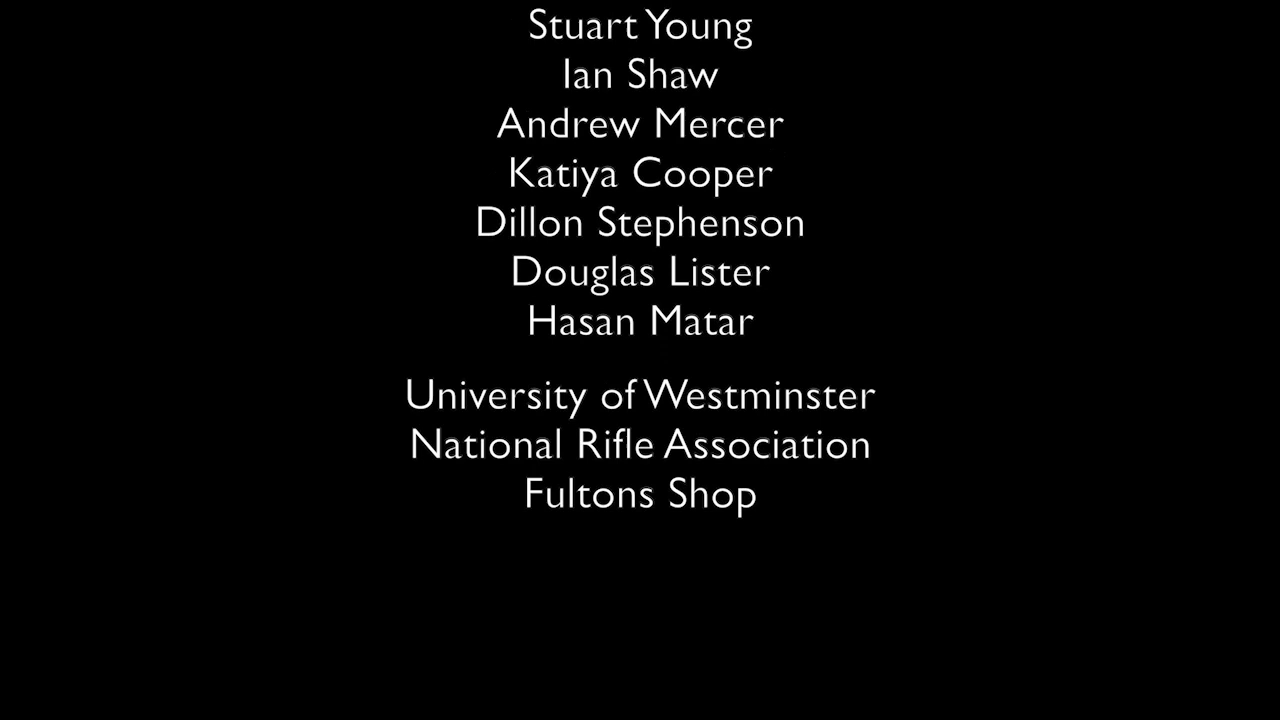 Stuart Young
Ian Shaw
Andrew Mercer
Katiya Cooper
Dillon Stephenson
Douglas Lister
Hasan Matar
University of Westminster
National Rifle Association
Fultons Shop